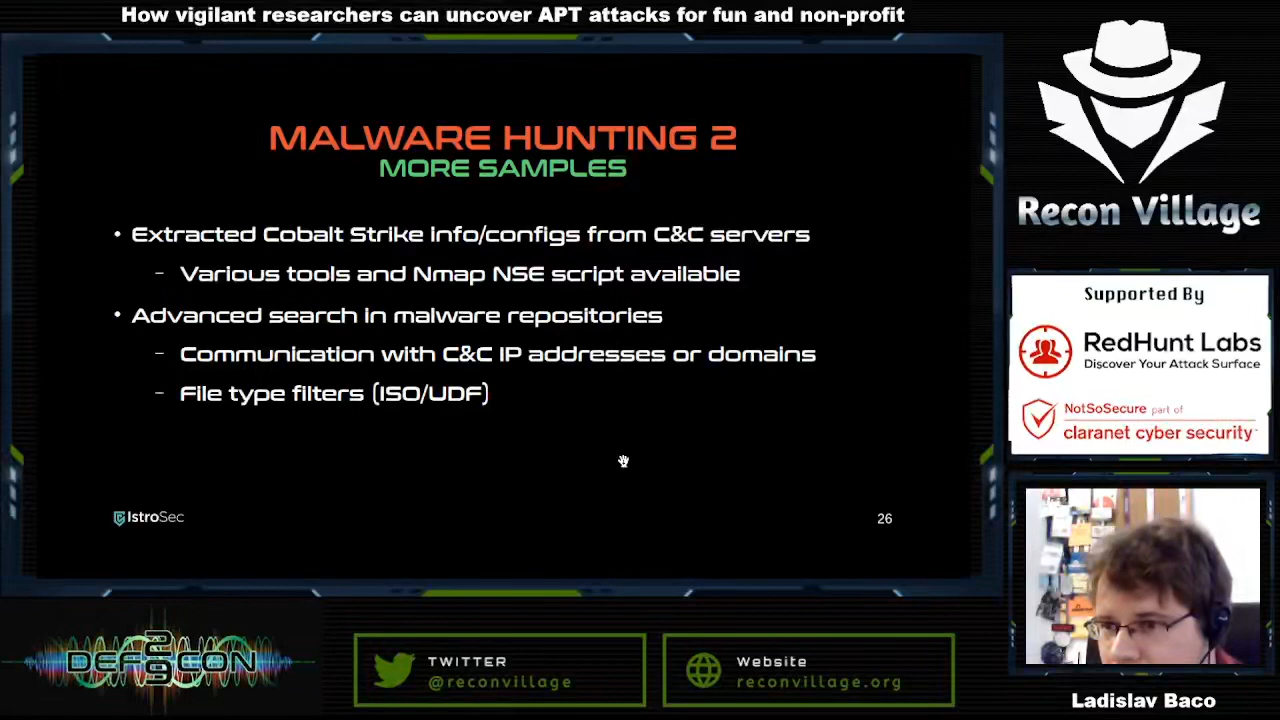 How vigilant researchers can uncover APT attacks for fun and non-profit
MALWARE HUNTING 2
MORE SAMPLES
• Extracted Cobalt Strike info/configs from C&C servers
– Various tools and Nmap NSE script available
• Advanced search in malware repositories
– Communication with C&C IP addresses or domains
– File type filters (ISO/UDF)
IstroSec
26
Recon Village
Supported By
RedHunt Labs
Discover Your Attack Surface
NotSoSecure part of
claranet cyber security
DEF CON
29
TWITTER
@reconvillage
Website
reconvillage.org
Ladislav Baco